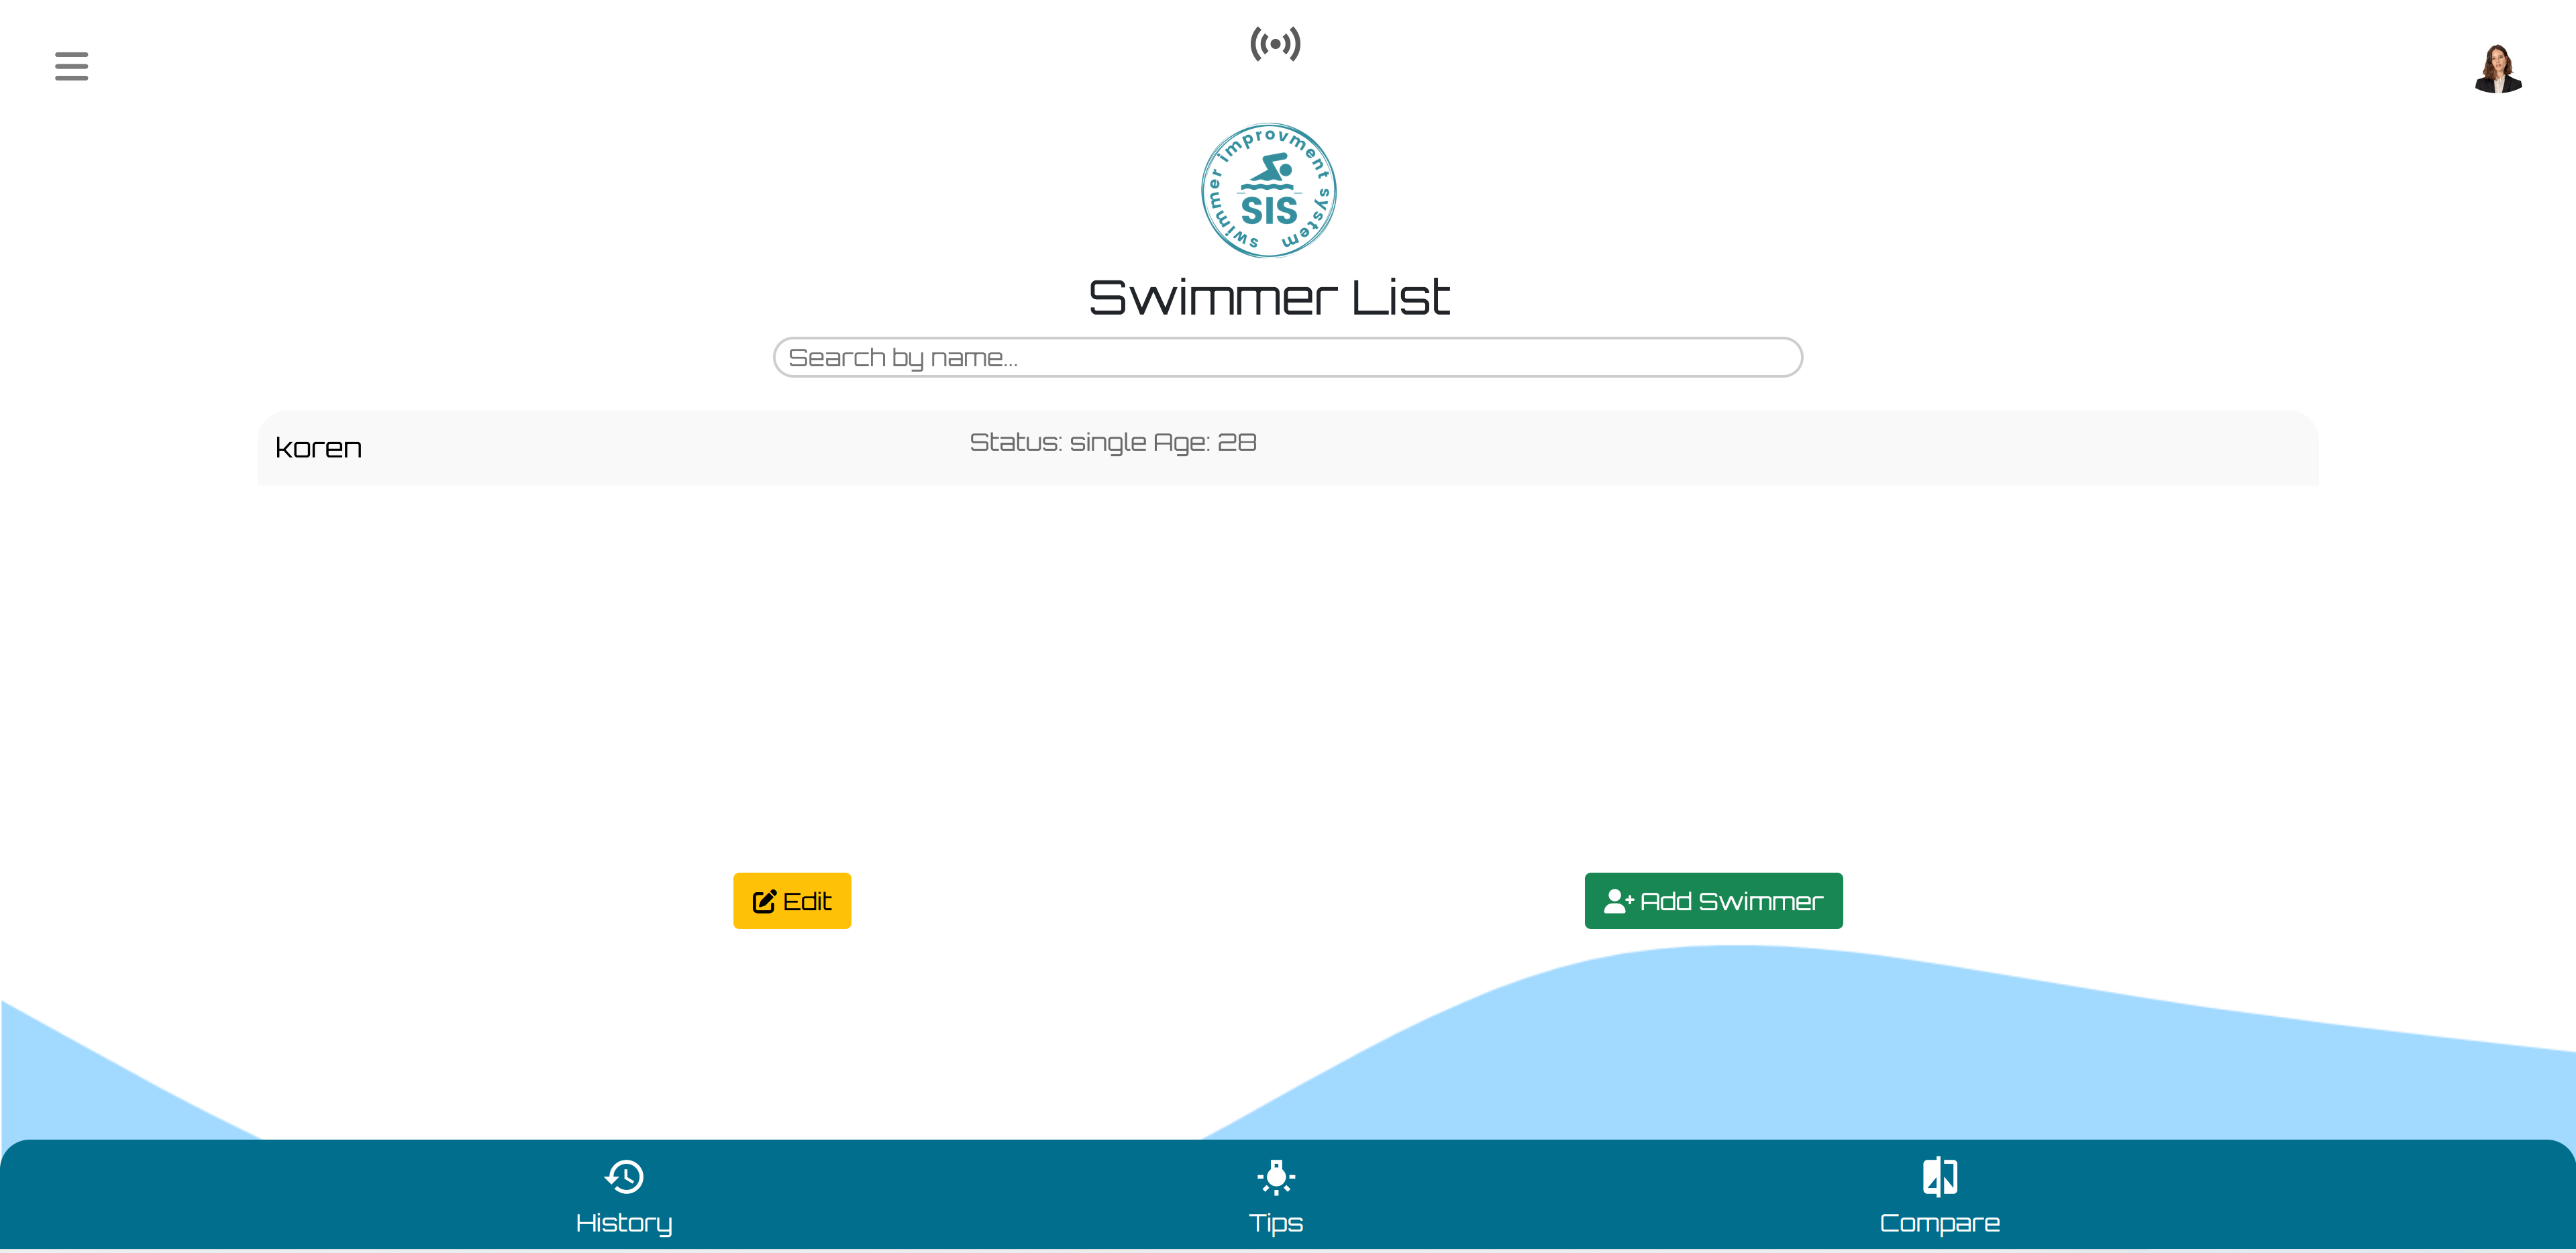 swimmer improvment system
SIS
Swimmer List
Search by name...
koren
Status: single Age: 28
Edit
Add Swimmer
History
Tips
Compare